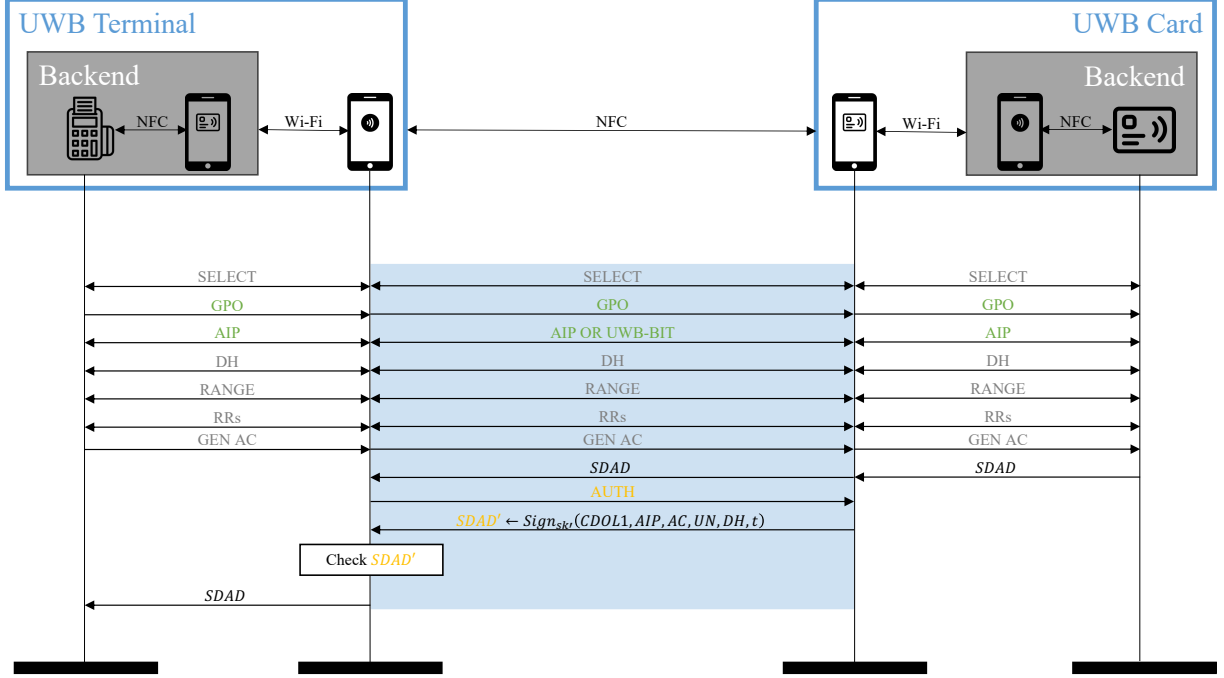 UWB Terminal
UWB Card
Backend
Backend
NFC
Wi-Fi
NFC
Wi-Fi
NFC
SELECT
SELECT
SELECT
GPO
GPO
GPO
AIP
AIP OR UWB-BIT
AIP
DH
DH
DH
RANGE
RANGE
RANGE
RRs
RRs
RRs
GEN AC
GEN AC
GEN AC
SDAD
SDAD
AUTH
SDAD′ ← Sign_{sk′}(CDOL1, AIP, AC, UN, DH, t)
Check SDAD′
SDAD